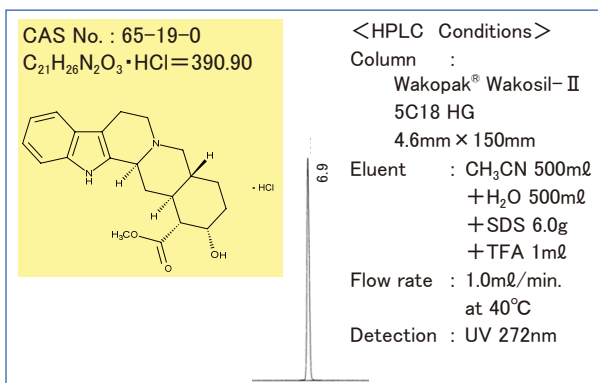 CAS No. : 65-19-0
C₂₁H₂₆N₂O₃・HCl=390.90
N
NH
H
H
H
H₃CO
O
OH
・HCl
6.9
<HPLC Conditions>
Column :
Wakopak® Wakosil-Ⅱ
5C18 HG
4.6mm×150mm
Eluent : CH₃CN 500mℓ
+H₂O 500mℓ
+SDS 6.0g
+TFA 1mℓ
Flow rate : 1.0mℓ/min.
at 40℃
Detection : UV 272nm